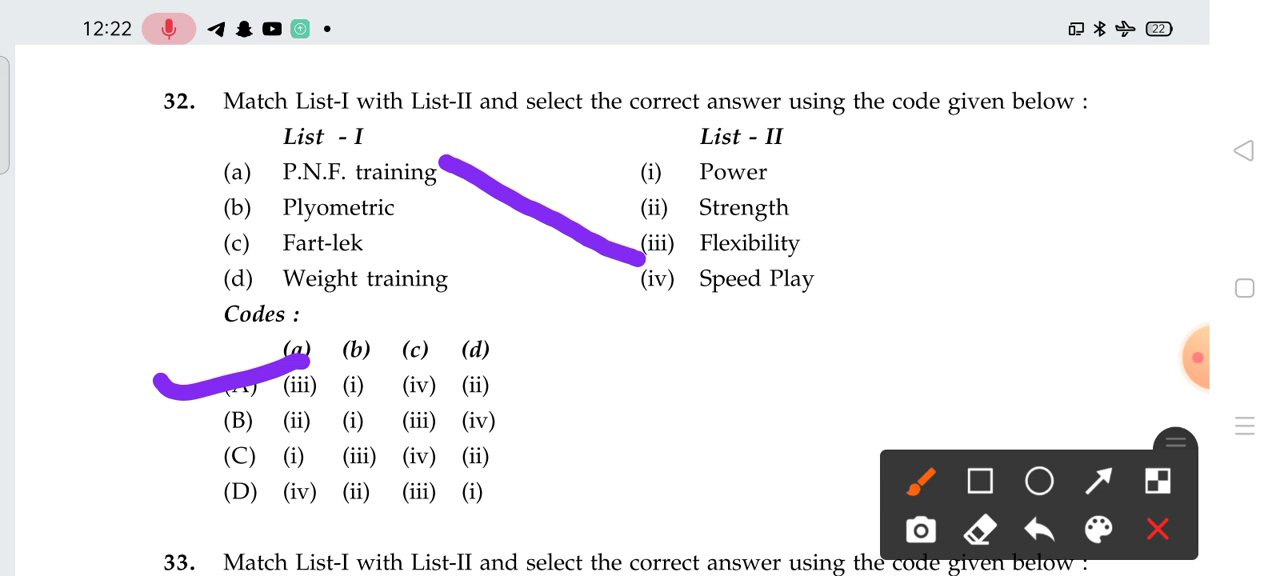 12:22 22
32. Match List-I with List-II and select the correct answer using the code given below :
List - I List - II
(a) P.N.F. training (i) Power
(b) Plyometric (ii) Strength
(c) Fart-lek (iii) Flexibility
(d) Weight training (iv) Speed Play
Codes :
(a) (b) (c) (d)
(A) (iii) (i) (iv) (ii)
(B) (ii) (i) (iii) (iv)
(C) (i) (iii) (iv) (ii)
(D) (iv) (ii) (iii) (i)
33. Match List-I with List-II and select the correct answer using the code given below :